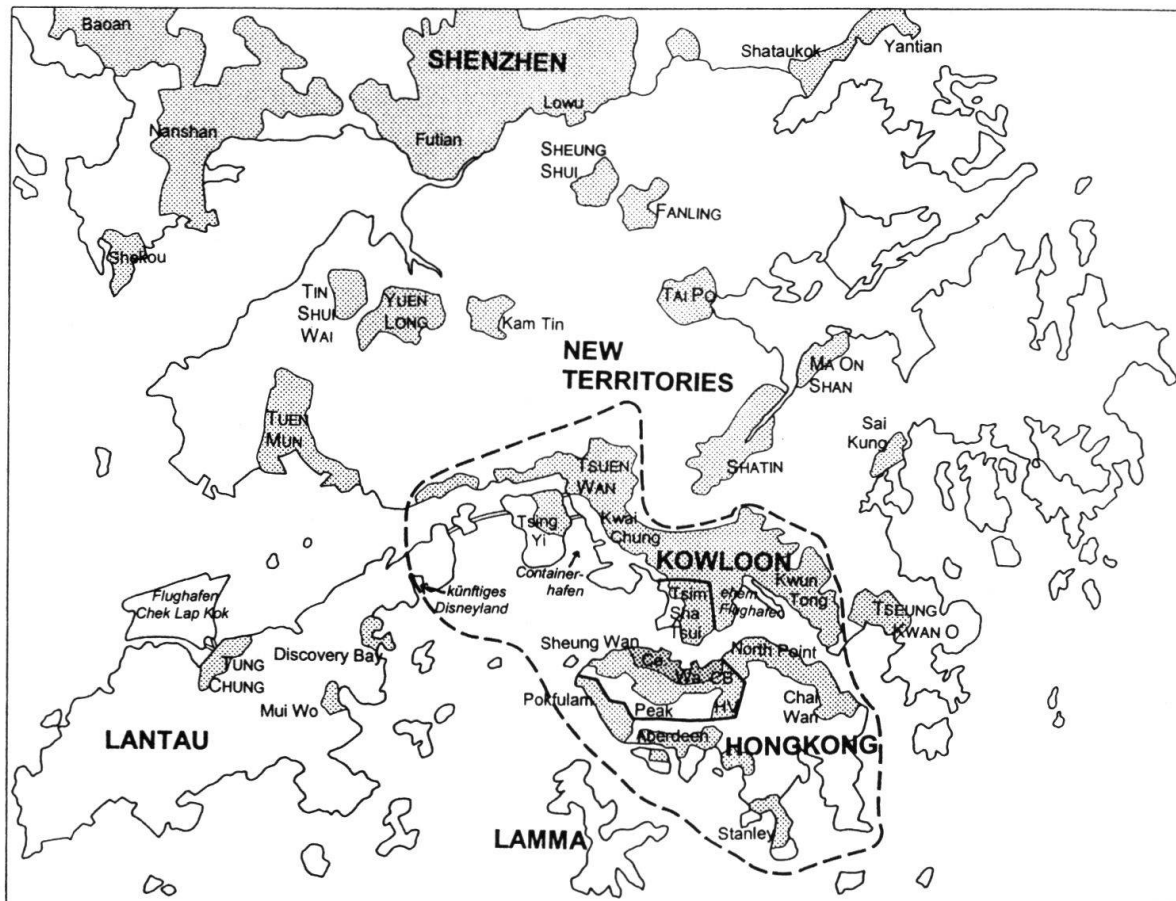 Baoan
Shataukok
Yantian
SHENZHEN
Lowu
Nanshan
Futian
SHEUNG
SHUI
FANLING
Shekou
TIN
SHUI
WAI
YUEN
LONG
Kam Tin
TAI PO
NEW
TERRITORIES
MA ON
SHAN
TUEN
MUN
Sai
Kung
SHATIN
TSUEN
WAN
Kwai
Chung
Tsing
Yi
KOWLOON
Container-
hafen
künftiges
Disneyland
Kwun
Tong
Tsim
Sha
Tsui
ehem
Flughafen
Flughafen
Chek Lap Kok
TSEUNG
KWAN O
TUNG
CHUNG
Discovery Bay
Sheung Wan
North Point
Ce
Wa
CB
Mui Wo
Pokfulam
Peak
HV
Chai
Wan
LANTAU
Aberdeen
HONGKONG
LAMMA
Stanley